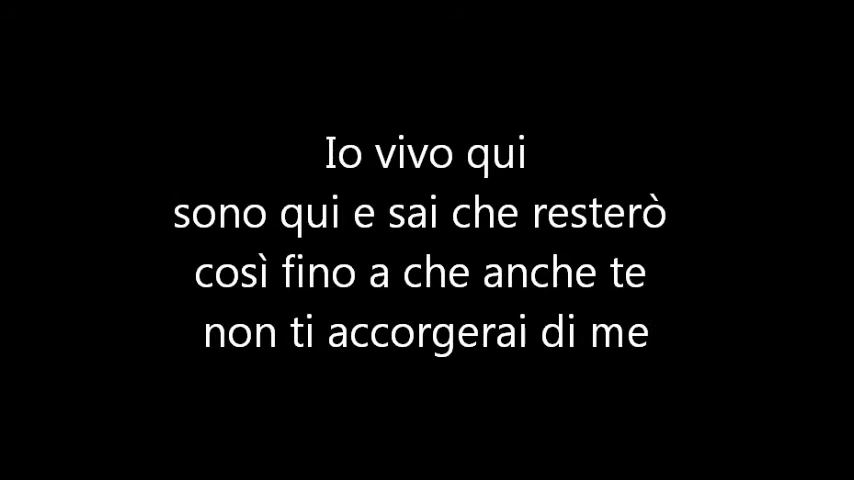 Io vivo qui
sono qui e sai che resterò
così fino a che anche te
non ti accorgerai di me